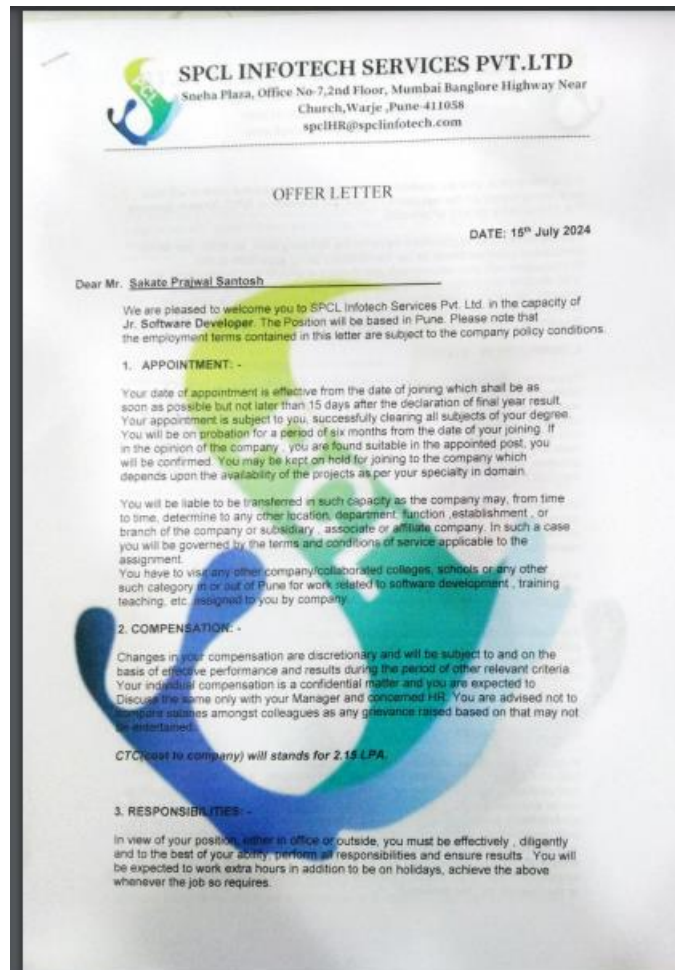 SPCL
SPCL INFOTECH SERVICES PVT.LTD
Sneha Plaza, Office No-7,2nd Floor, Mumbai Banglore Highway Near
Church,Warje ,Pune-411058
spclHR@spclinfotech.com
OFFER LETTER
DATE: 15th July 2024
Dear Mr. Sakate Prajwal Santosh
We are pleased to welcome you to SPCL Infotech Services Pvt. Ltd. in the capacity of
Jr. Software Developer. The Position will be based in Pune. Please note that
the employment terms contained in this letter are subject to the company policy conditions.
1. APPOINTMENT: -
Your date of appointment is effective from the date of joining which shall be as
soon as possible but not later than 15 days after the declaration of final year result.
Your appointment is subject to you, successfully clearing all subjects of your degree.
You will be on probation for a period of six months from the date of your joining. If
in the opinion of the company , you are found suitable in the appointed post, you
will be confirmed. You may be kept on hold for joining to the company which
depends upon the availability of the projects as per your specialty in domain.
You will be liable to be transferred in such capacity as the company may, from time
to time, determine to any other location, department, function ,establishment , or
branch of the company or subsidiary , associate or affiliate company. In such a case
you will be governed by the terms and conditions of service applicable to the
assignment.
You have to visit any other company/collaborated colleges, schools or any other
such category in or out of Pune for work related to software development , training
teaching, etc. assigned to you by company.
2. COMPENSATION: -
Changes in your compensation are discretionary and will be subject to and on the
basis of effective performance and results during the period of other relevant criteria.
Your individual compensation is a confidential matter and you are expected to
Discuss the same only with your Manager and concerned HR. You are advised not to
compare salaries amongst colleagues as any grievance raised based on that may not
be entertained.
CTC(cost to company) will stands for 2.15 LPA.
3. RESPONSIBILITIES: -
In view of your position, either in office or outside, you must be effectively , diligently
and to the best of your ability, perform all responsibilities and ensure results . You will
be expected to work extra hours in addition to be on holidays, achieve the above
whenever the job so requires.